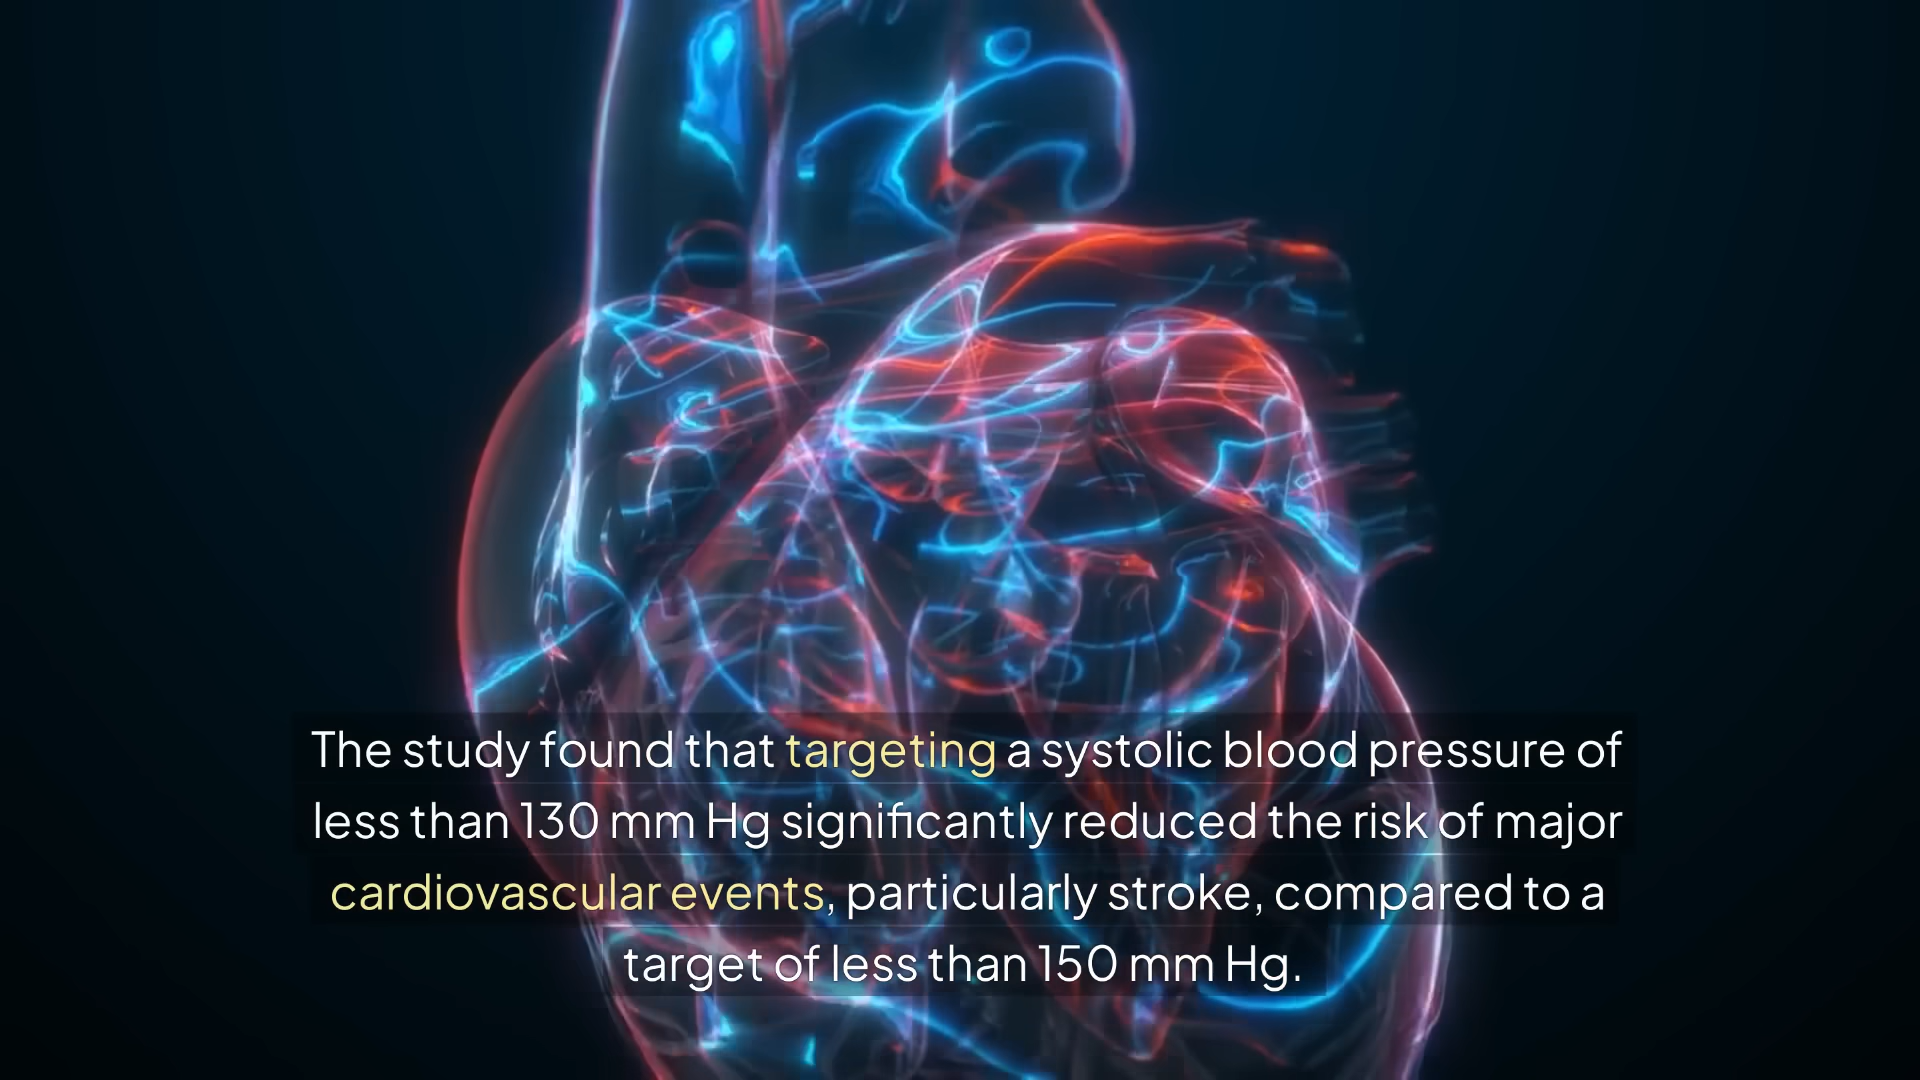 The study found that targeting a systolic blood pressure of
less than 130 mm Hg significantly reduced the risk of major
cardiovascular events, particularly stroke, compared to a
target of less than 150 mm Hg.